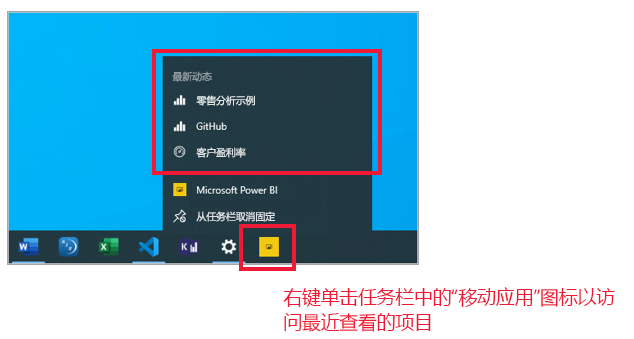 最新动态
零售分析示例
GitHub
客户盈利率
Microsoft Power BI
从任务栏取消固定
右键单击任务栏中的“移动应用”图标以访
问最近查看的项目